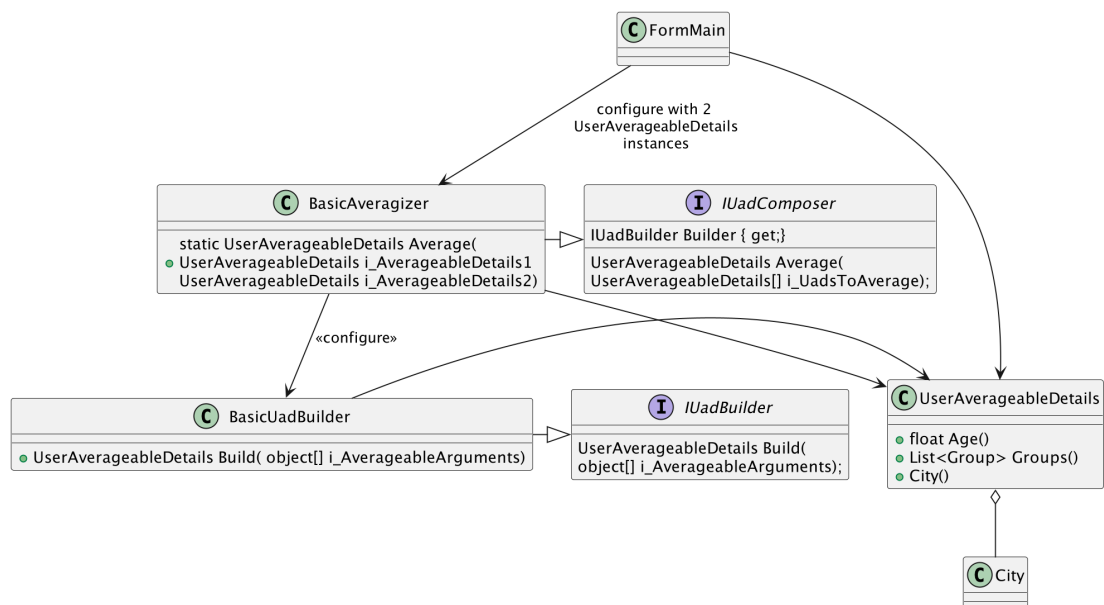 C FormMain
configure with 2
UserAverageableDetails
instances
C BasicAveragizer
static UserAverageableDetails Average(
UserAverageableDetails i_AverageableDetails1
UserAverageableDetails i_AverageableDetails2)
I IUadComposer
IUadBuilder Builder { get;}
UserAverageableDetails Average(
UserAverageableDetails[] i_UadsToAverage);
«configure»
C BasicUadBuilder
UserAverageableDetails Build( object[] i_AverageableArguments)
I IUadBuilder
UserAverageableDetails Build(
object[] i_AverageableArguments);
C UserAverageableDetails
float Age()
List<Group> Groups()
City()
C City